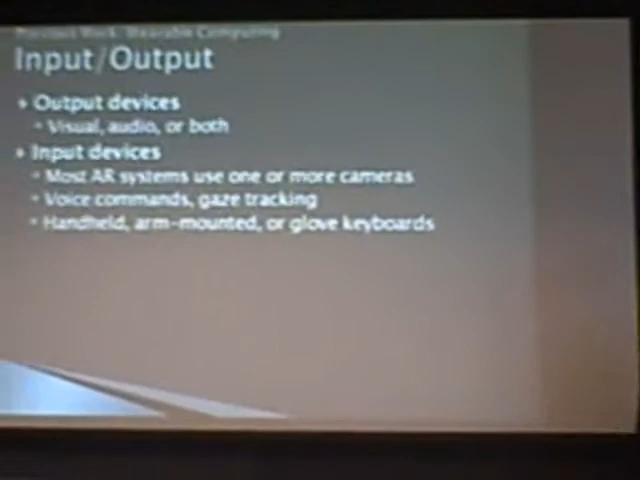 Previous Work: Wearable Computing
Input/Output
Output devices
Visual, audio, or both
Input devices
Most AR systems use one or more cameras
Voice commands, gaze tracking
Handheld, arm-mounted, or glove keyboards